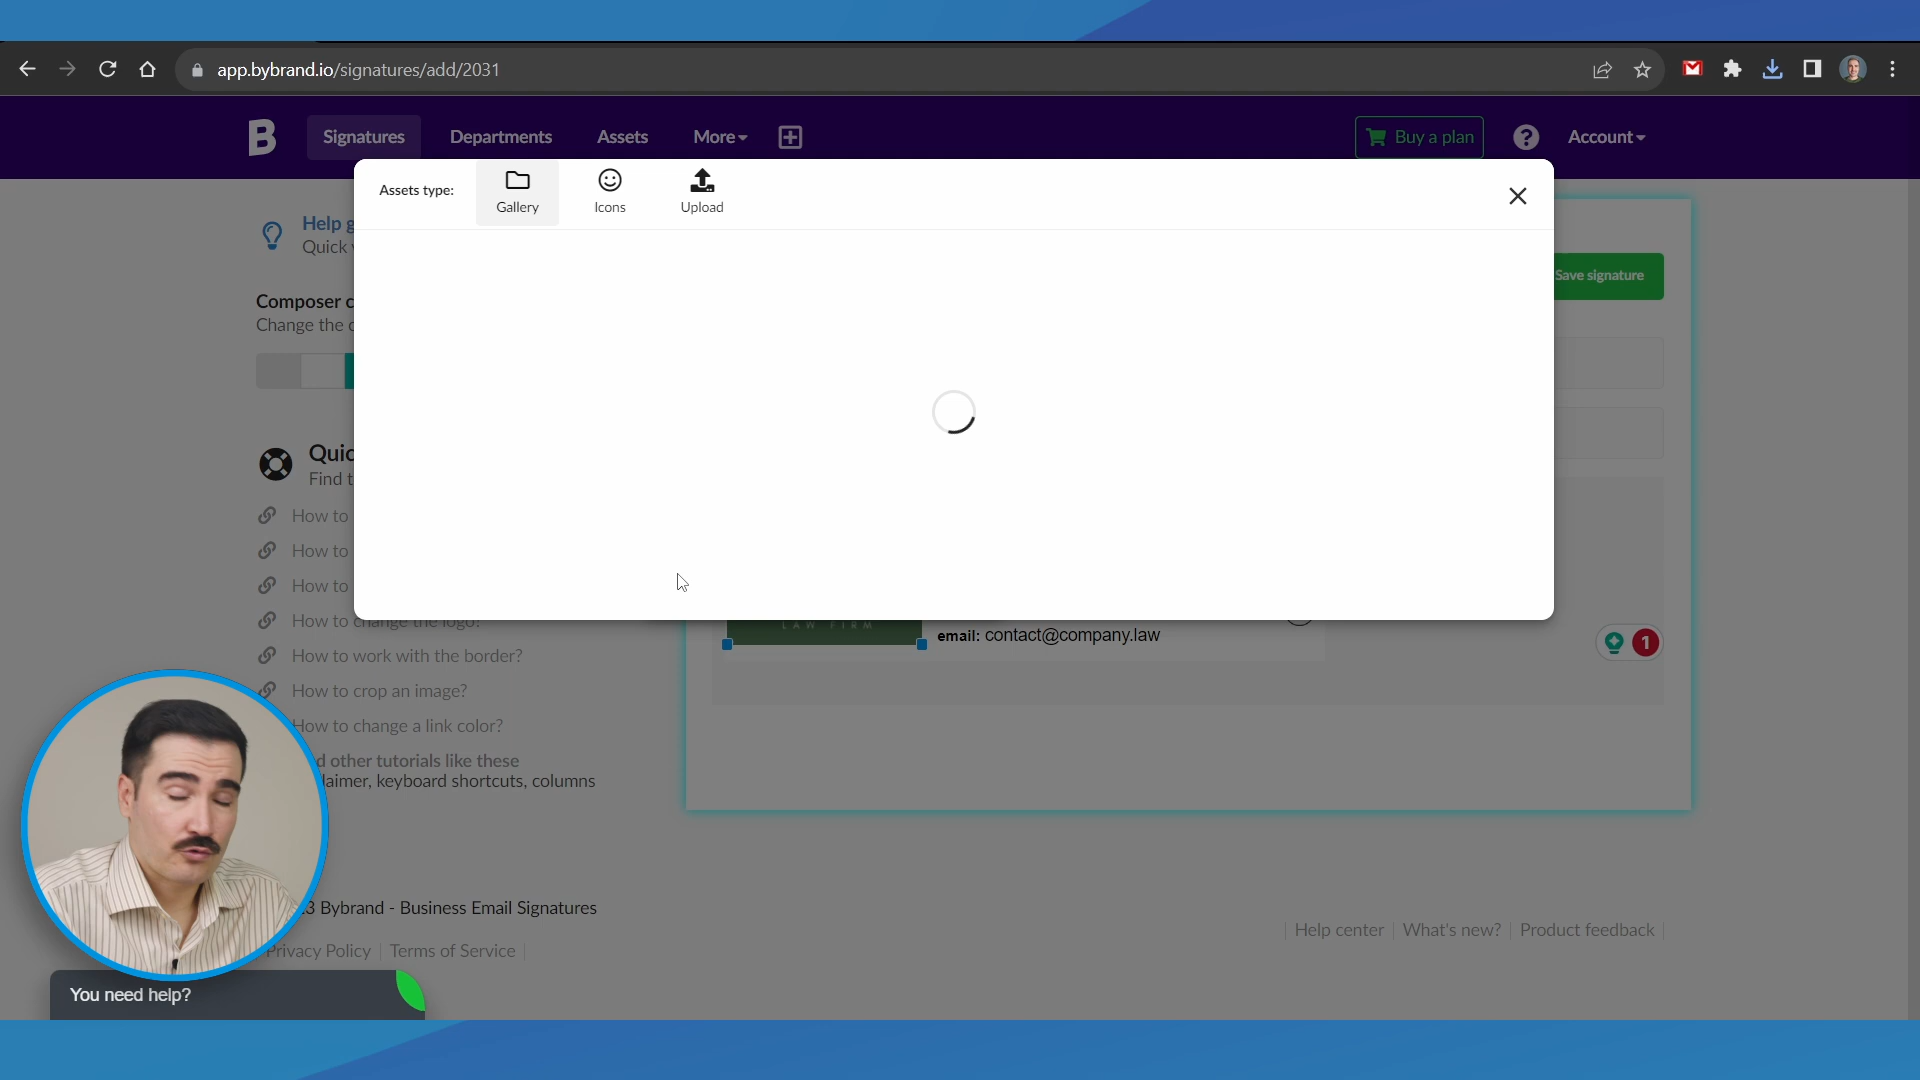 app.bybrand.io/signatures/add/2031
B
Signatures
Departments
Assets
More
Buy a plan
?
Account
Assets type:
Gallery
Icons
Upload
Help g
Quick
Save signature
Composer c
Change the c
Quic
Find t
How to
How to
How to
How to change the logo?
How to work with the border?
How to crop an image?
How to change a link color?
d other tutorials like these
laimer, keyboard shortcuts, columns
LAW FIRM
email: contact@company.law
1
3 Bybrand - Business Email Signatures
Privacy Policy
Terms of Service
Help center
What's new?
Product feedback
You need help?